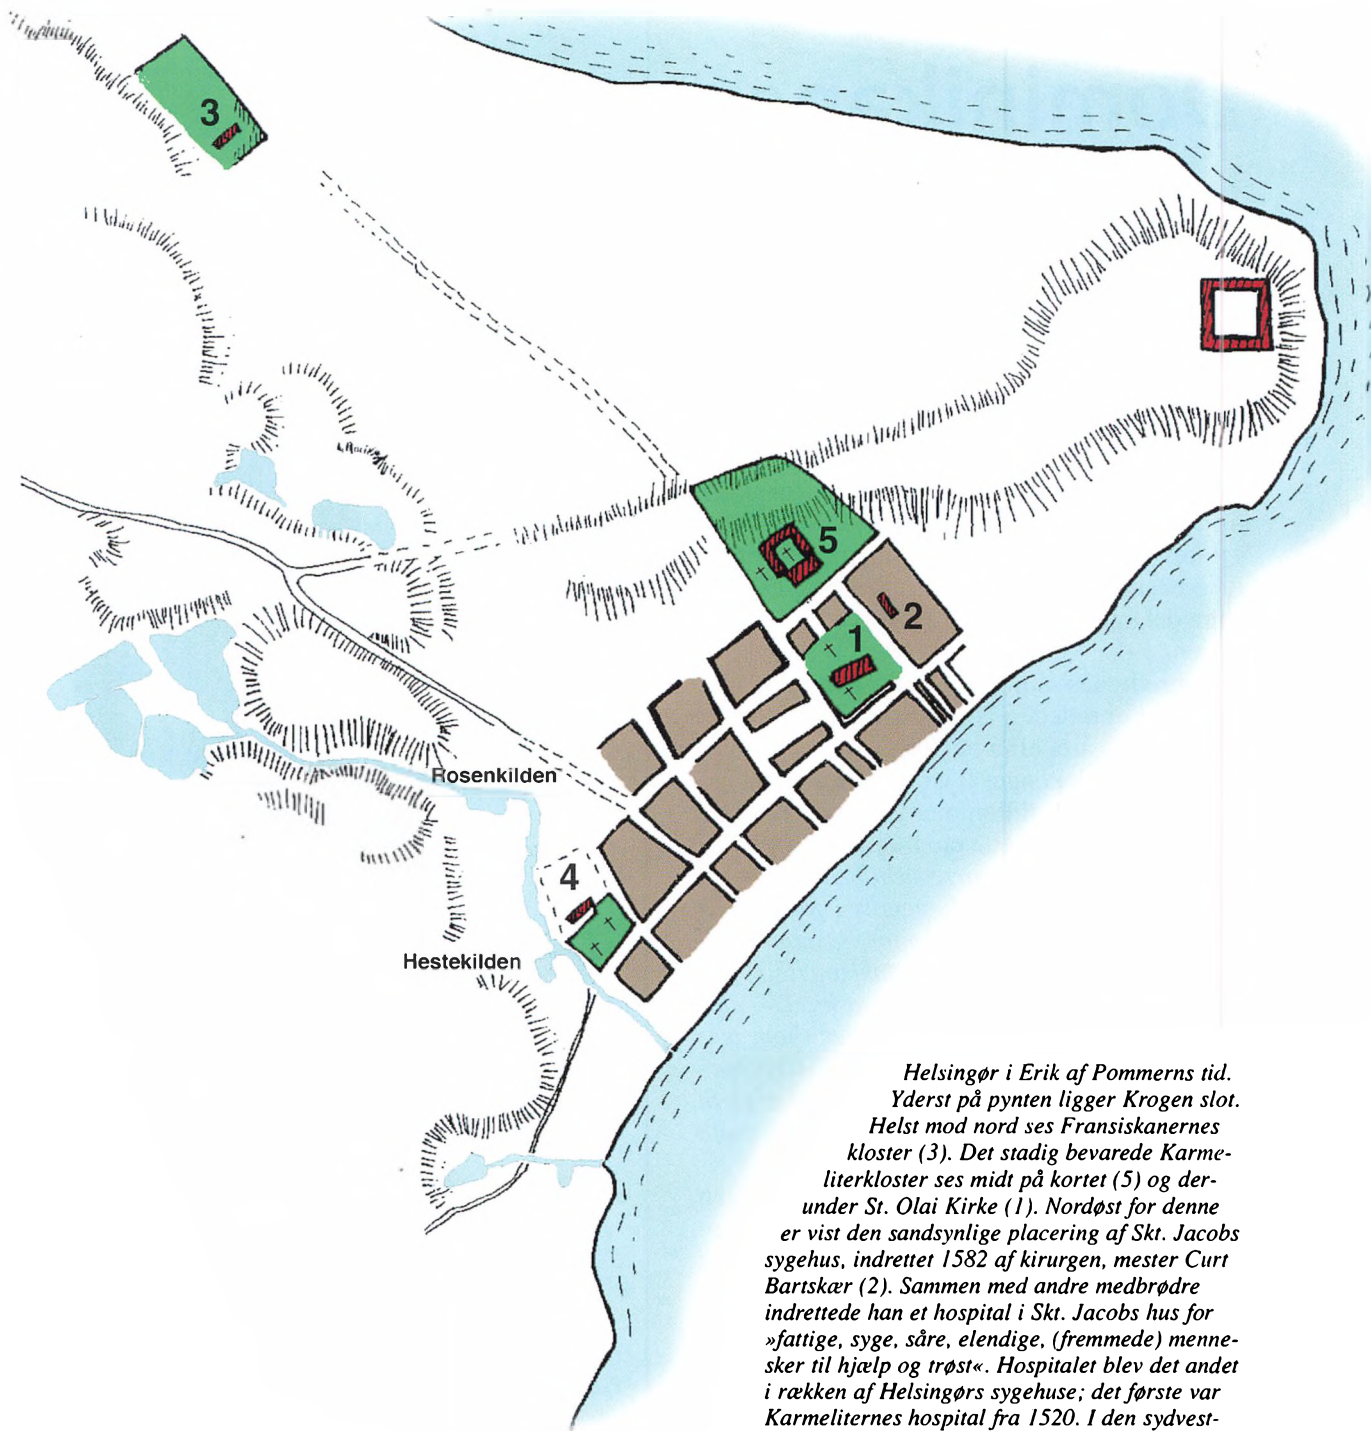 3
5
2
1
Rosenkilden
4
Hestekilden
Helsingør i Erik af Pommerns tid.
Yderst på pynten ligger Krogen slot.
Helst mod nord ses Fransiskanernes
kloster (3). Det stadig bevarede Karme-
literkloster ses midt på kortet (5) og der-
under St. Olai Kirke (1). Nordøst for denne
er vist den sandsynlige placering af Skt. Jacobs
sygehus, indrettet 1582 af kirurgen, mester Curt
Bartskær (2). Sammen med andre medbrødre
indrettede han et hospital i Skt. Jacobs hus for
»fattige, syge, såre, elendige, (fremmede) menne-
sker til hjælp og trøst«. Hospitalet blev det andet
i rækken af Helsingørs sygehuse; det første var
Karmeliternes hospital fra 1520. I den sydvest-